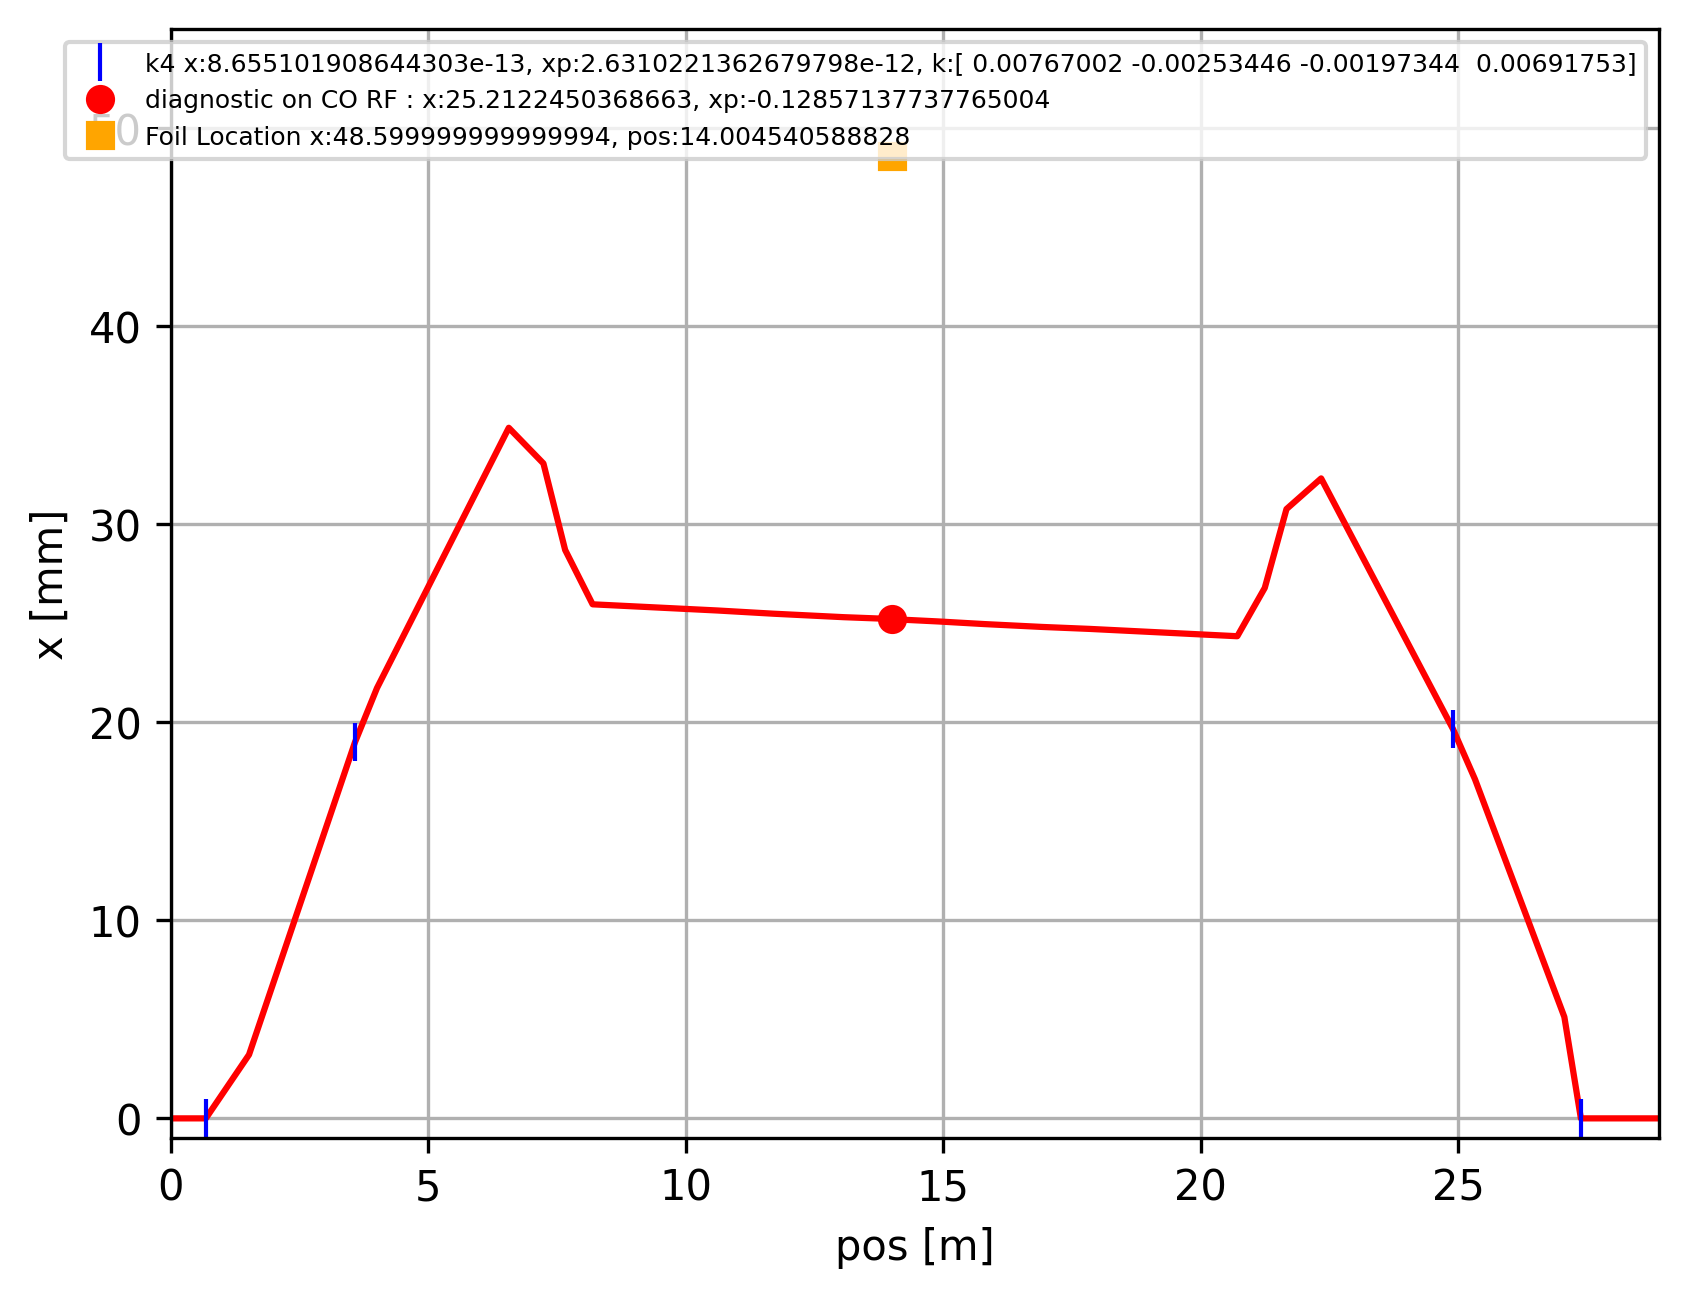 k4 x:8.655101908644303e-13, xp:2.6310221362679798e-12, k:[ 0.00767002 -0.00253446 -0.00197344  0.00691753]
diagnostic on CO RF : x:25.2122450368663, xp:-0.12857137737765004
Foil Location x:48.599999999999994, pos:14.004540588828
50
40
30
20
10
0
x [mm]
0 5 10 15 20 25
pos [m]